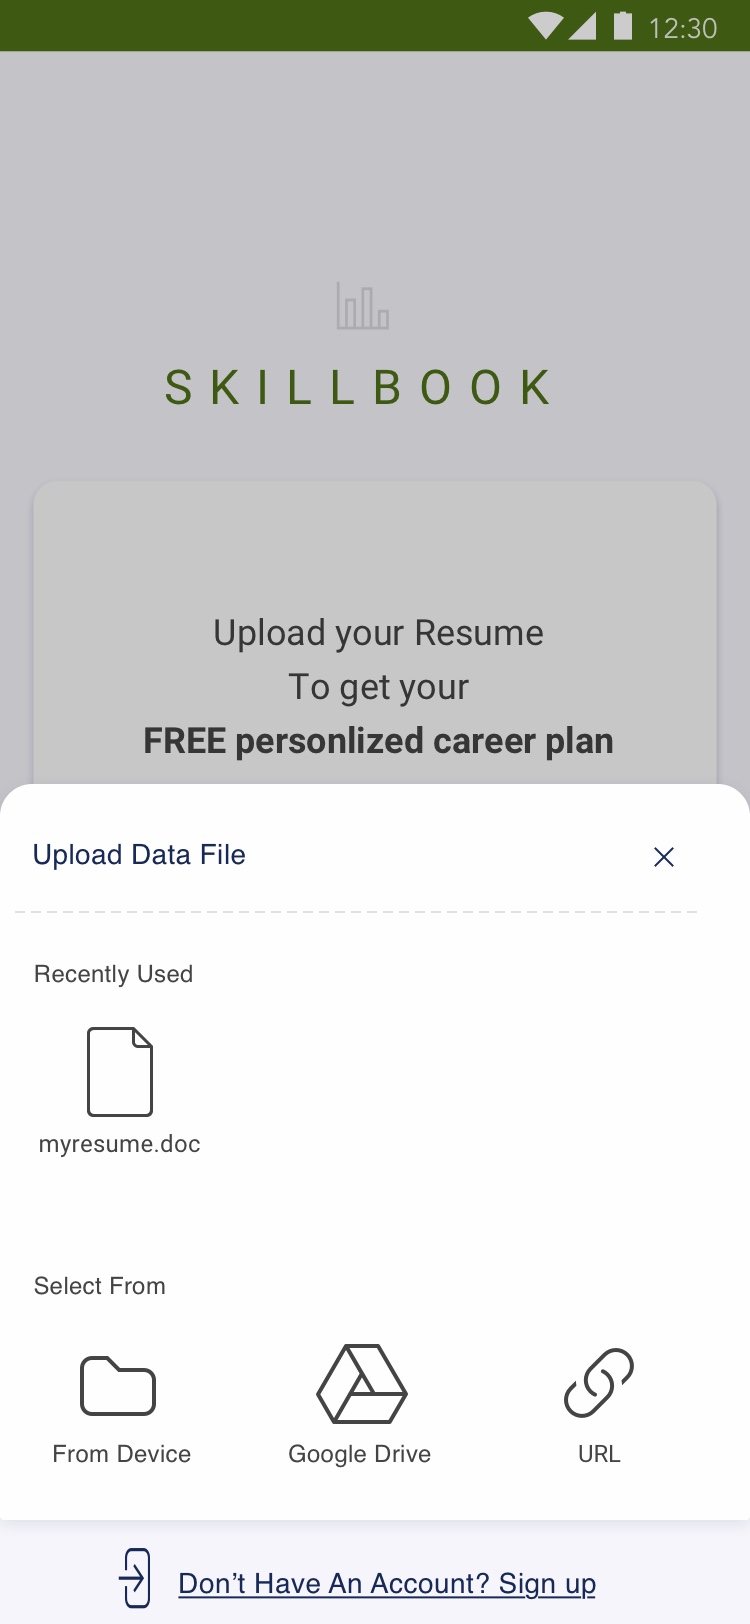 12:30
SKILLBOOK
Upload your Resume
To get your
FREE personlized career plan
Upload Data File
Recently Used
myresume.doc
Select From
From Device Google Drive URL
Don’t Have An Account? Sign up